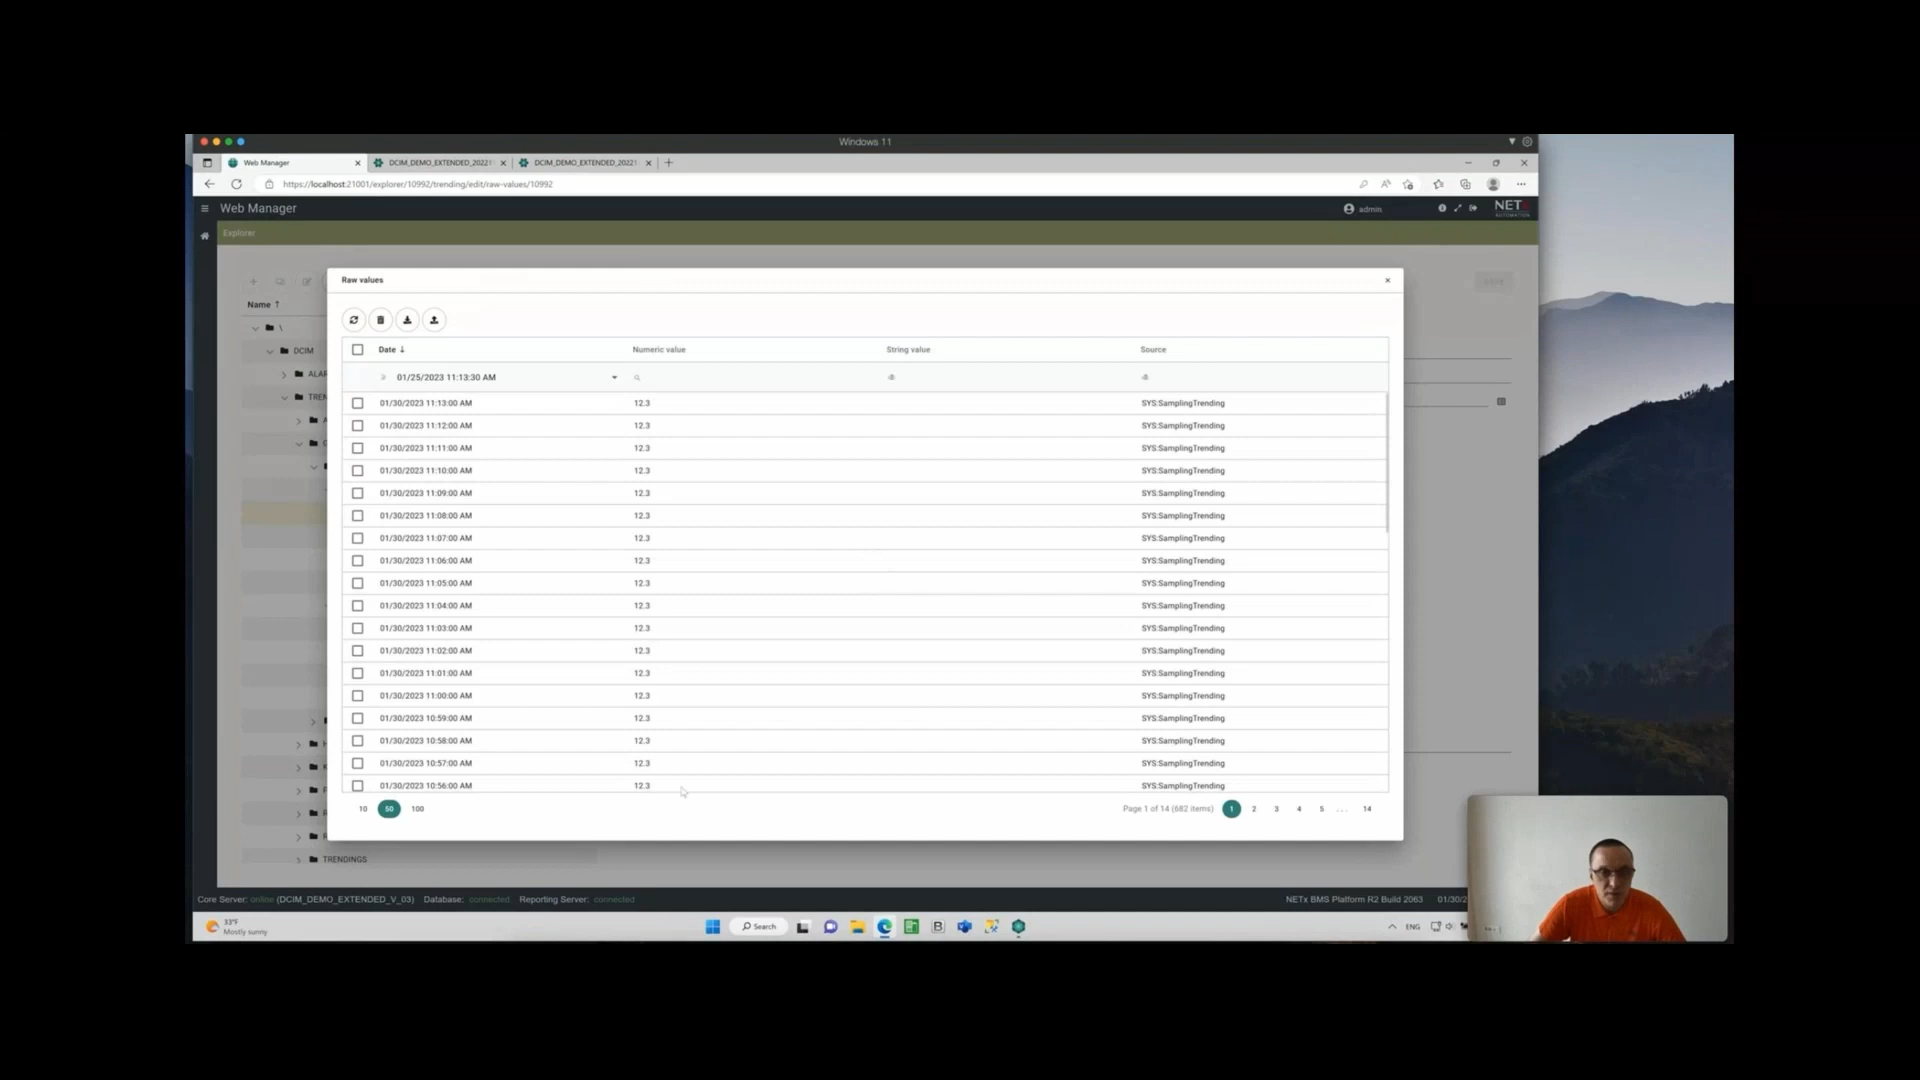 Windows 11
Web Manager
DCIM_DEMO_EXTENDED_20221
DCIM_DEMO_EXTENDED_20221
https://localhost:21001/explorer/10992/trending/edit/raw-values/10992
Web Manager
admin
NETx
AUTOMATION
Explorer
Raw values
Name
\
DCIM
ALAR
TREN
Date Numeric value String value Source
01/25/2023 11:13:30 AM
01/30/2023 11:13:00 AM 12.3 SYS:SamplingTrending
01/30/2023 11:12:00 AM 12.3 SYS:SamplingTrending
01/30/2023 11:11:00 AM 12.3 SYS:SamplingTrending
01/30/2023 11:10:00 AM 12.3 SYS:SamplingTrending
01/30/2023 11:09:00 AM 12.3 SYS:SamplingTrending
01/30/2023 11:08:00 AM 12.3 SYS:SamplingTrending
01/30/2023 11:07:00 AM 12.3 SYS:SamplingTrending
01/30/2023 11:06:00 AM 12.3 SYS:SamplingTrending
01/30/2023 11:05:00 AM 12.3 SYS:SamplingTrending
01/30/2023 11:04:00 AM 12.3 SYS:SamplingTrending
01/30/2023 11:03:00 AM 12.3 SYS:SamplingTrending
01/30/2023 11:02:00 AM 12.3 SYS:SamplingTrending
01/30/2023 11:01:00 AM 12.3 SYS:SamplingTrending
01/30/2023 11:00:00 AM 12.3 SYS:SamplingTrending
01/30/2023 10:59:00 AM 12.3 SYS:SamplingTrending
01/30/2023 10:58:00 AM 12.3 SYS:SamplingTrending
01/30/2023 10:57:00 AM 12.3 SYS:SamplingTrending
01/30/2023 10:56:00 AM 12.3 SYS:SamplingTrending
10 50 100
Page 1 of 14 (682 items) 1 2 3 4 5 ... 14
TRENDINGS
Core Server: online (DCIM_DEMO_EXTENDED_V_03) Database: connected Reporting Server: connected
NETx BMS Platform R2 Build 2063 01/30/2
33°F
Mostly sunny
Search
ENG